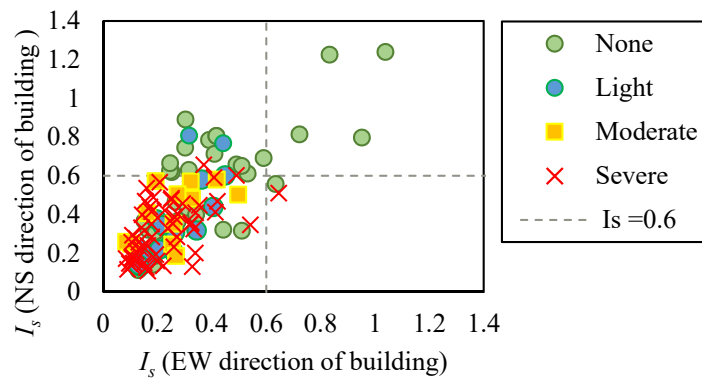 1.4
1.2
1
0.8
0.6
0.4
0.2
0
0 0.2 0.4 0.6 0.8 1 1.2 1.4
I_s (NS direction of building)
I_s (EW direction of building)
None
Light
Moderate
Severe
Is =0.6